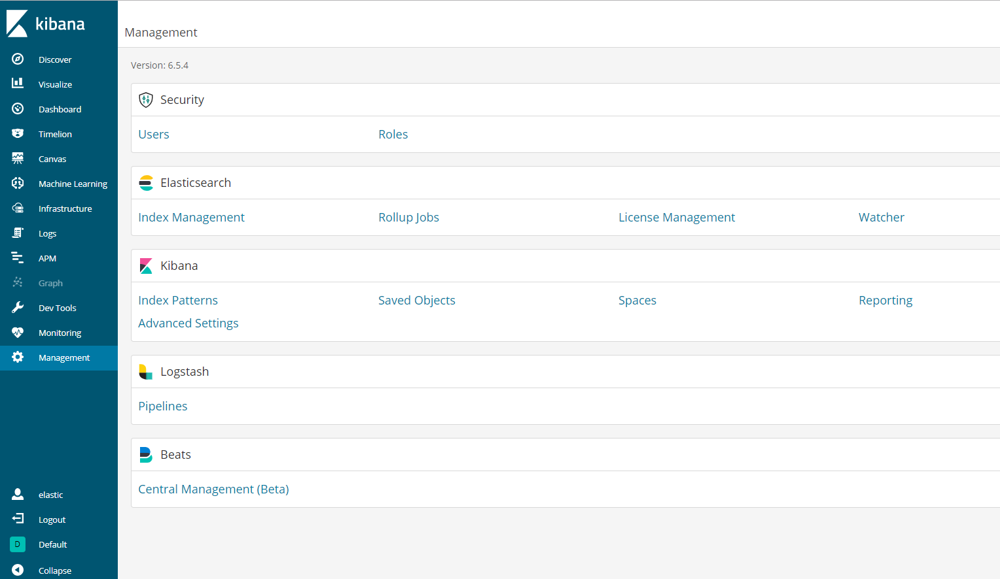 kibana
Discover
Visualize
Dashboard
Timelion
Canvas
Machine Learning
Infrastructure
Logs
APM
Graph
Dev Tools
Monitoring
Management
elastic
Logout
D Default
Collapse
Management
Version: 6.5.4
Security
Users Roles
Elasticsearch
Index Management Rollup Jobs License Management Watcher
Kibana
Index Patterns Saved Objects Spaces Reporting
Advanced Settings
Logstash
Pipelines
Beats
Central Management (Beta)